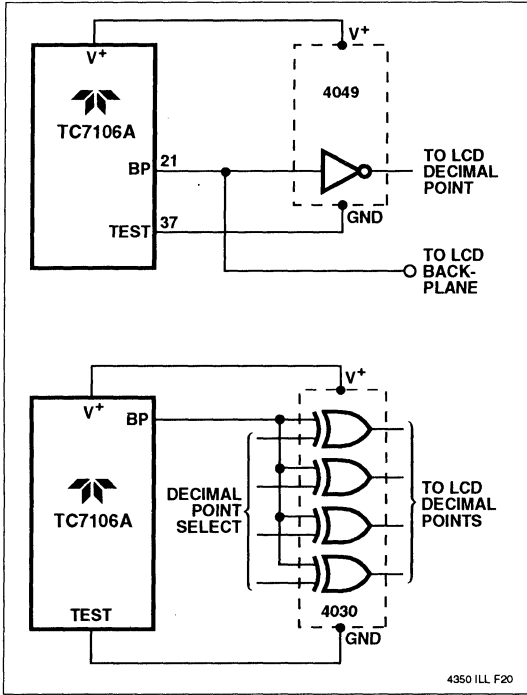 V+
V+
4049
TC7106A
BP
21
TO LCD
DECIMAL
POINT
TEST
37
GND
TO LCD
BACK-
PLANE
V+
V+
BP
DECIMAL
POINT
SELECT
TC7106A
TO LCD
DECIMAL
POINTS
TEST
4030
GND
4350 ILL F20